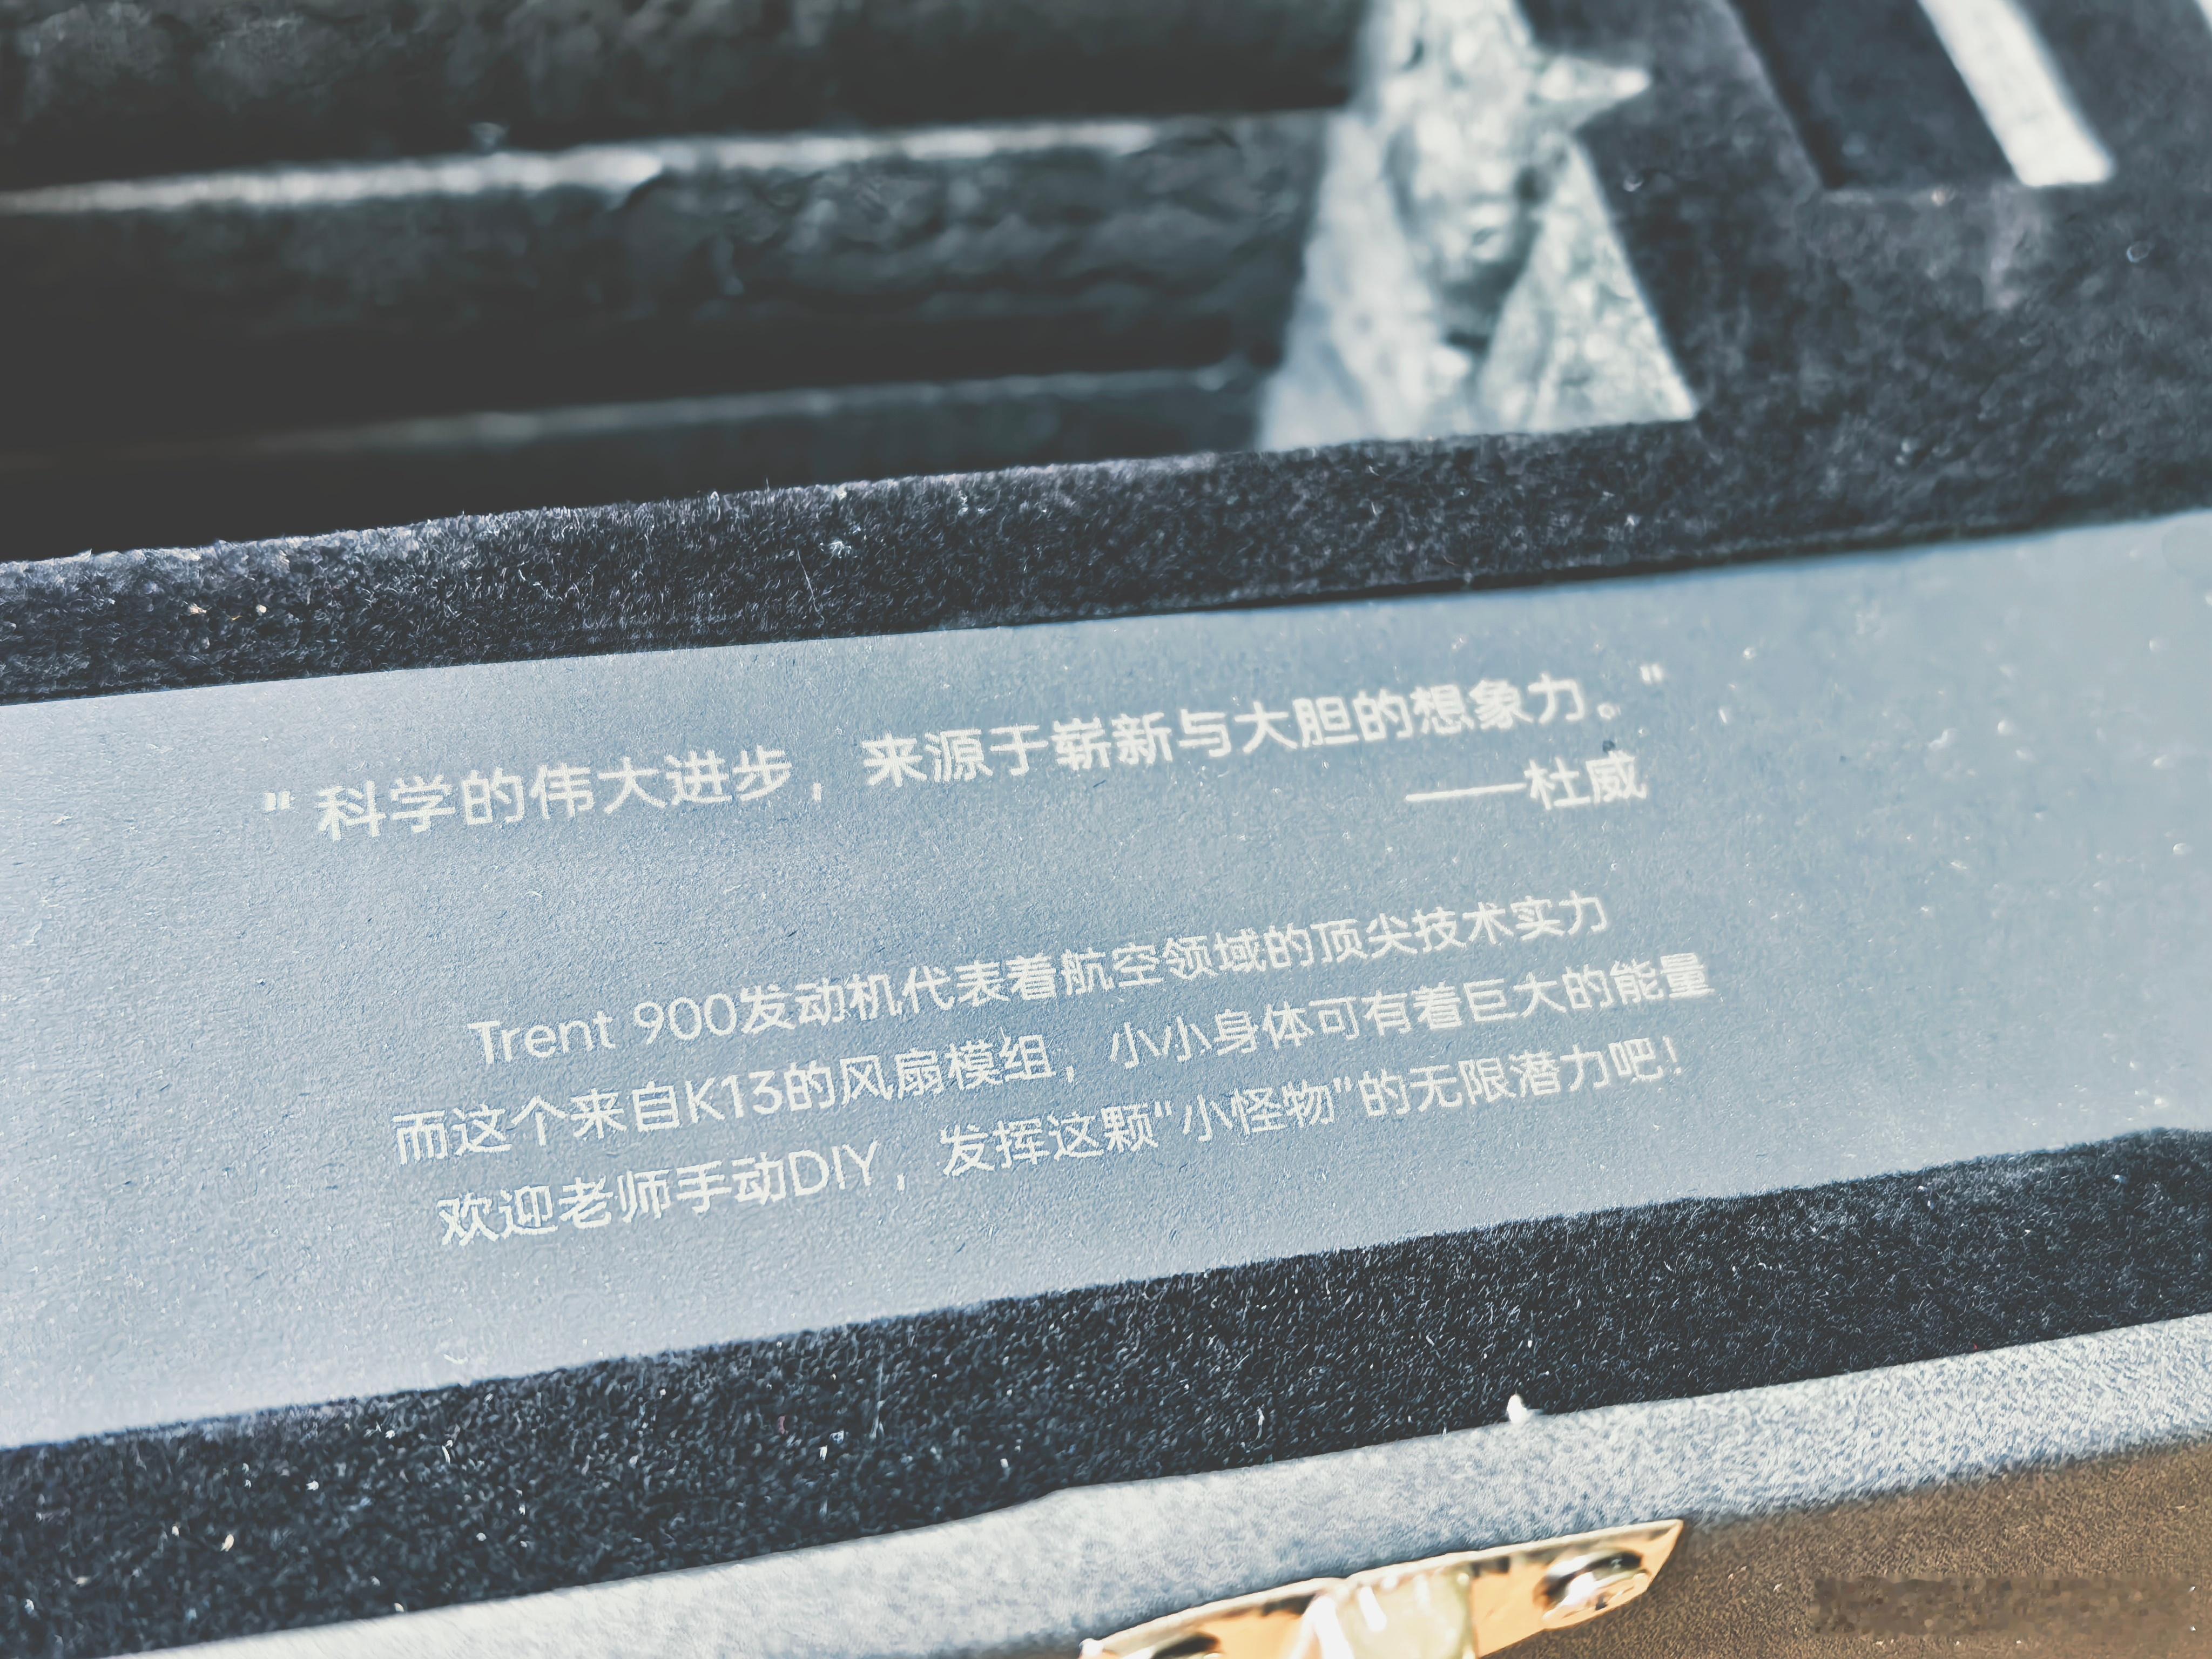 "科学的伟大进步，来源于崭新与大胆的想象力。"
——杜威
Trent 900发动机代表着航空领域的顶尖技术实力
而这个来自K13的风扇模组，小小身体可有着巨大的能量
欢迎老师手动DIY，发挥这颗"小怪物"的无限潜力吧！